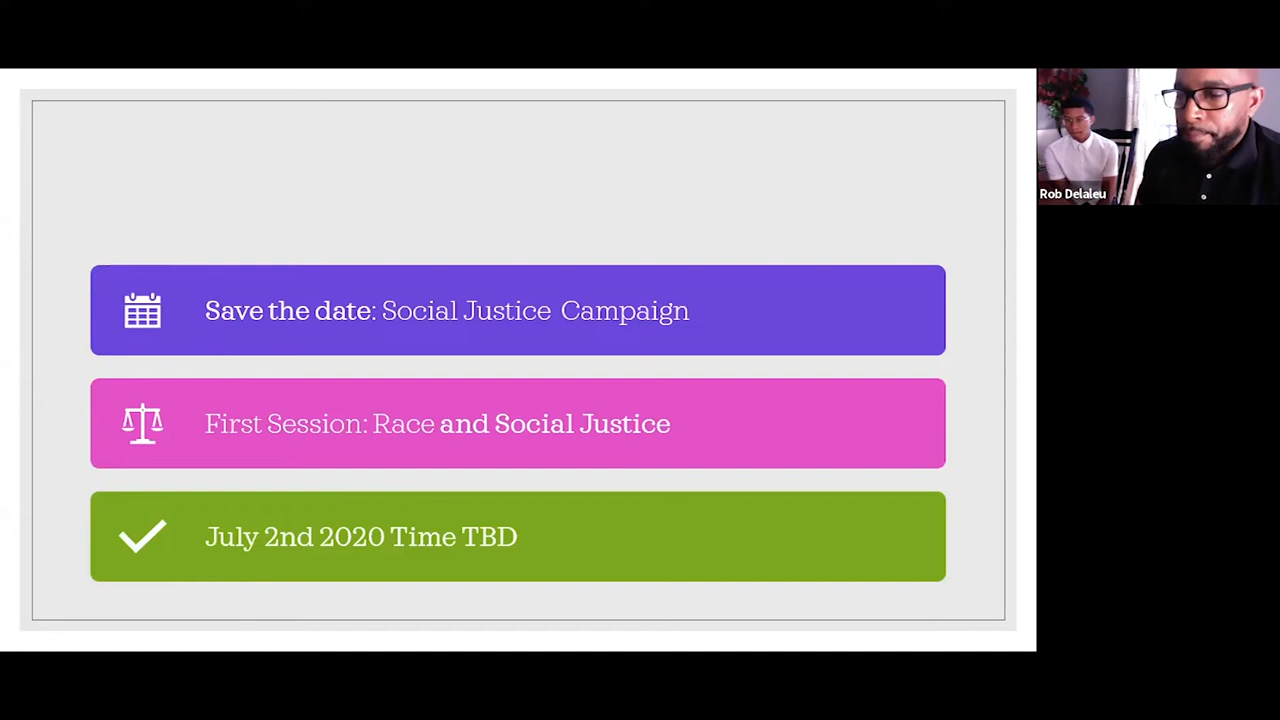 Save the date: Social Justice Campaign
First Session: Race and Social Justice
July 2nd 2020 Time TBD
Rob Delaleu